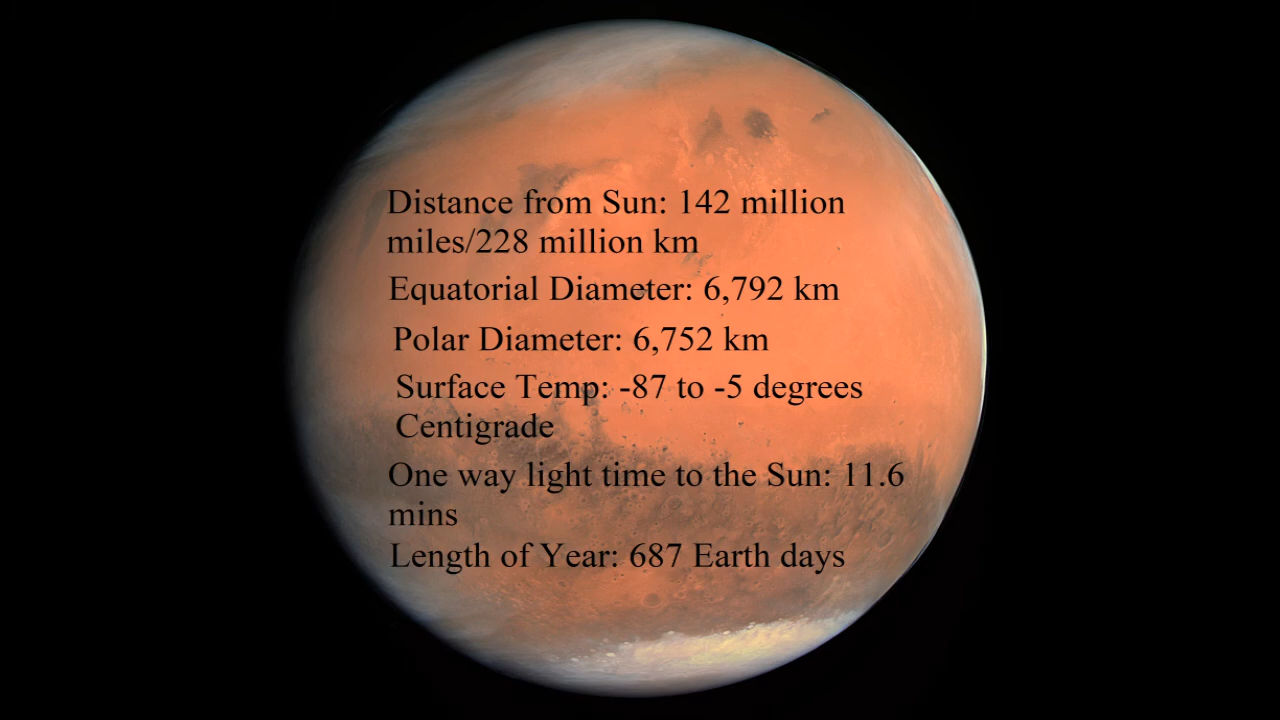 Distance from Sun: 142 million
miles/228 million km
Equatorial Diameter: 6,792 km
Polar Diameter: 6,752 km
Surface Temp: -87 to -5 degrees
Centigrade
One way light time to the Sun: 11.6
mins
Length of Year: 687 Earth days